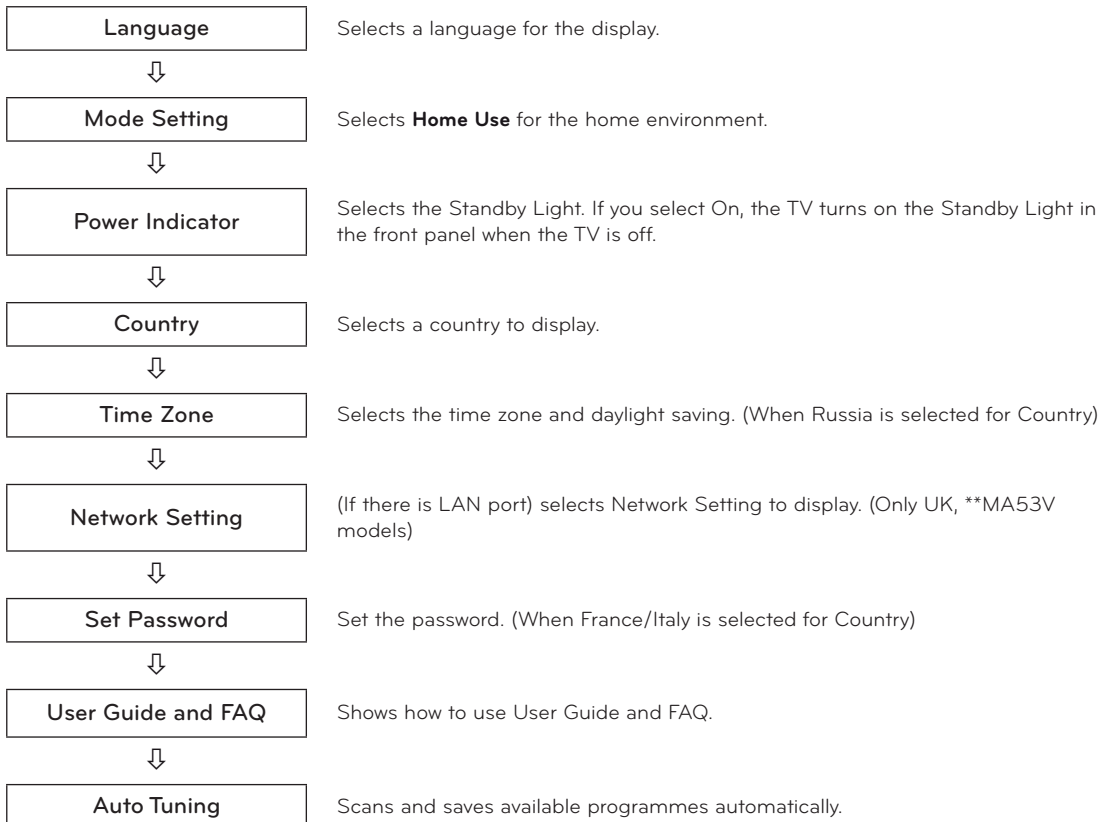 Language
Selects a language for the display.
⇩
Mode Setting
Selects Home Use for the home environment.
⇩
Power Indicator
Selects the Standby Light. If you select On, the TV turns on the Standby Light in
the front panel when the TV is off.
⇩
Country
Selects a country to display.
⇩
Time Zone
Selects the time zone and daylight saving. (When Russia is selected for Country)
⇩
Network Setting
(If there is LAN port) selects Network Setting to display. (Only UK, **MA53V
models)
⇩
Set Password
Set the password. (When France/Italy is selected for Country)
⇩
User Guide and FAQ
Shows how to use User Guide and FAQ.
⇩
Auto Tuning
Scans and saves available programmes automatically.